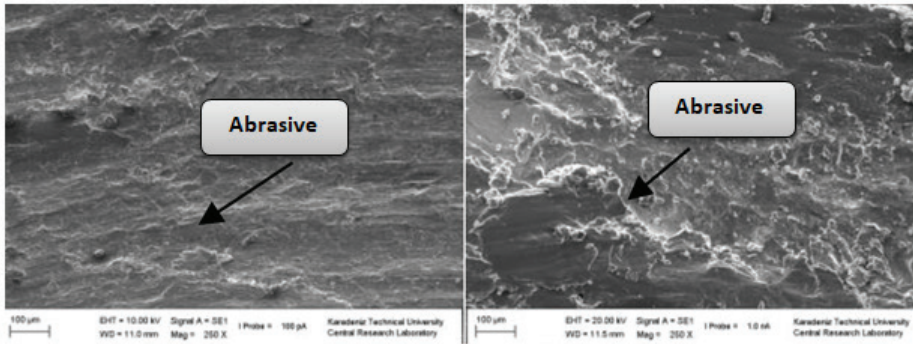 Abrasive
100 µm
EHT = 10.00 kV Signal A = SE1
WD = 11.0 mm Mag = 250 X
I Probe = 100 pA
Karadeniz Technical University
Central Research Laboratory
Abrasive
100 µm
EHT = 20.00 kV Signal A = SE1
WD = 11.5 mm Mag = 250 X
I Probe = 1.0 nA
Karadeniz Technical University
Central Research Laboratory